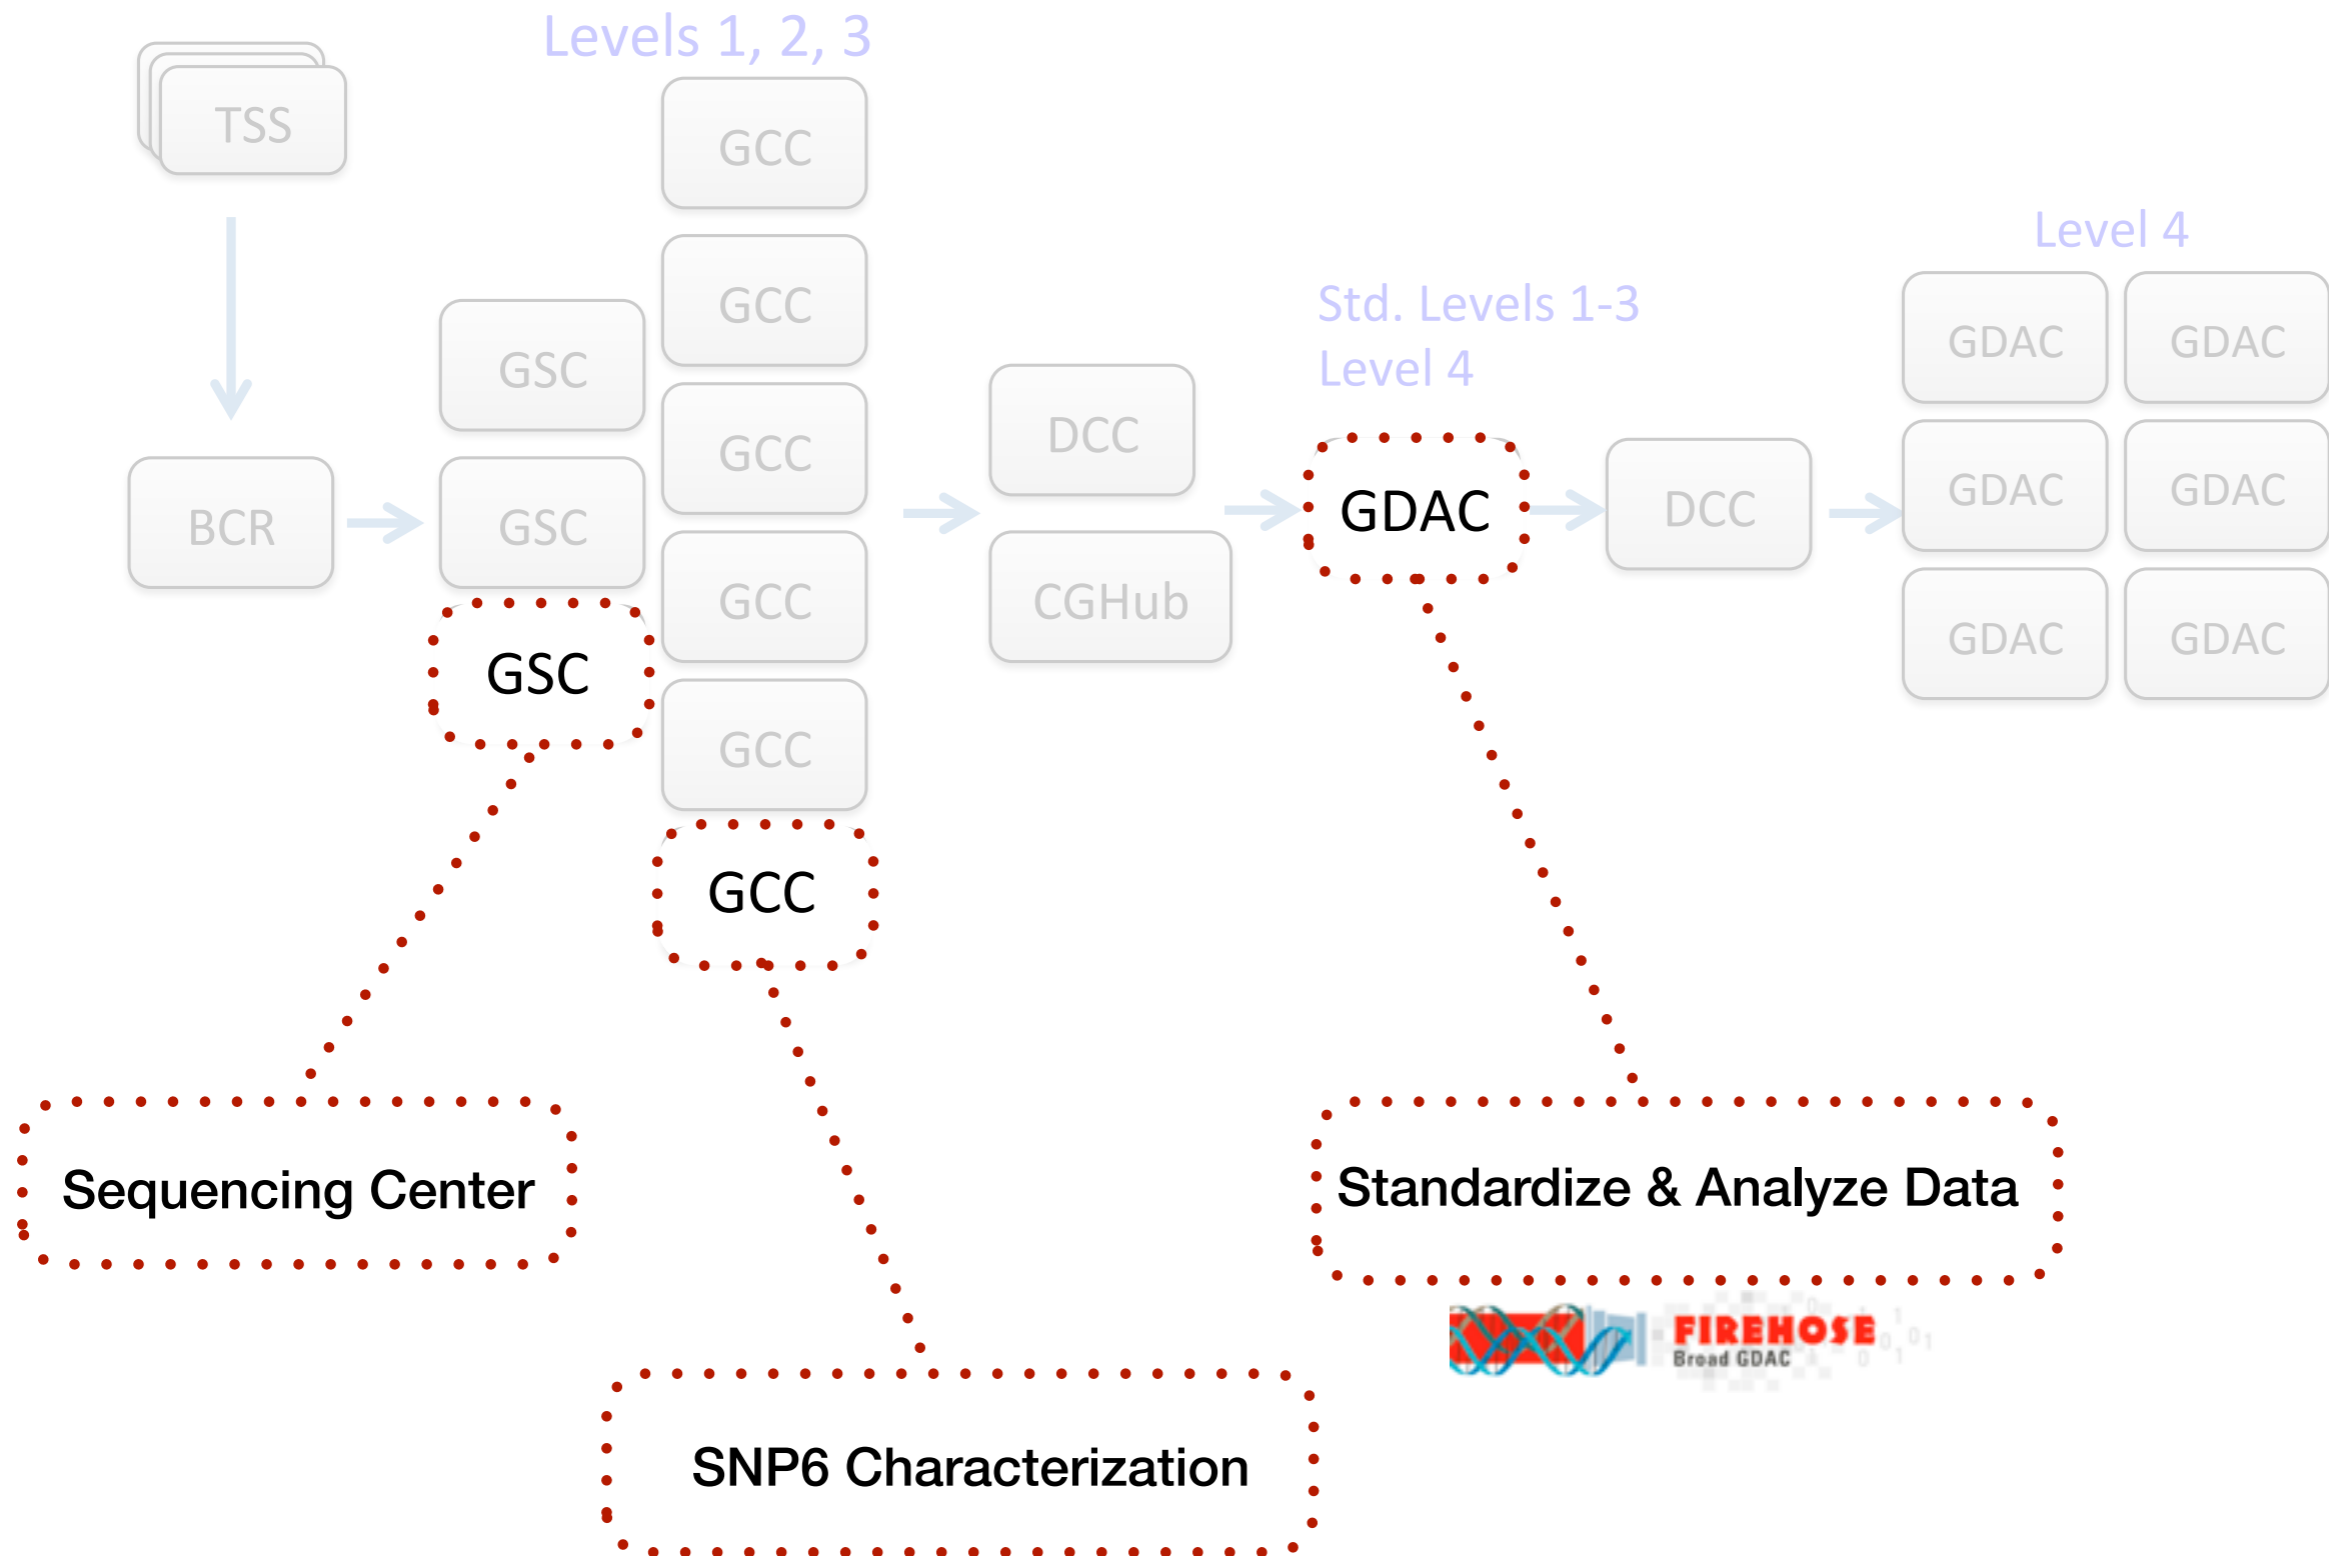 Levels 1, 2, 3
TSS
GCC
GCC
GCC
GCC
GCC
GCC
GSC
GSC
GSC
BCR
DCC
CGHub
Std. Levels 1-3
Level 4
GDAC
DCC
Level 4
GDAC GDAC
GDAC GDAC
GDAC GDAC
Sequencing Center
SNP6 Characterization
Standardize & Analyze Data
FIREHOSE
Broad GDAC